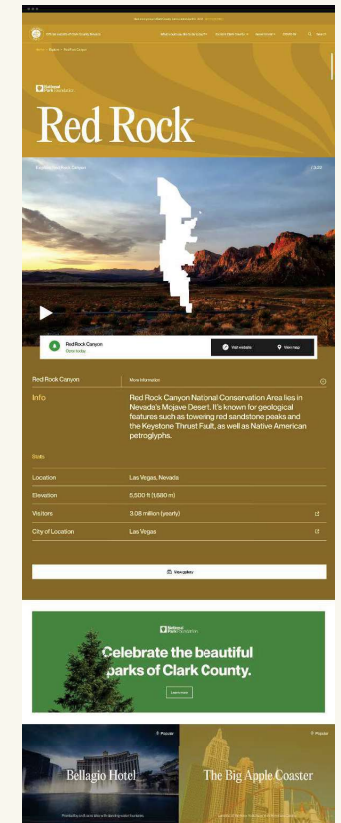 Red Rock Canyon
National
Park Foundation
Red Rock
Red Rock Canyon
Open today
Visit website
View map
Red Rock Canyon
More Information
Info
Red Rock Canyon National Conservation Area lies in
Nevada's Mojave Desert. It's known for geological
features such as towering red sandstone peaks and
the Keystone Thrust Fault, as well as Native American
petroglyphs.
Stats
Location
Las Vegas, Nevada
Elevation
5,500 ft (1,680 m)
Visitors
3.08 million (yearly)
City of Location
Las Vegas
View gallery
National
Park Foundation
Celebrate the beautiful
parks of Clark County.
Learn more
Popular
Popular
Bellagio Hotel
The Big Apple Coaster